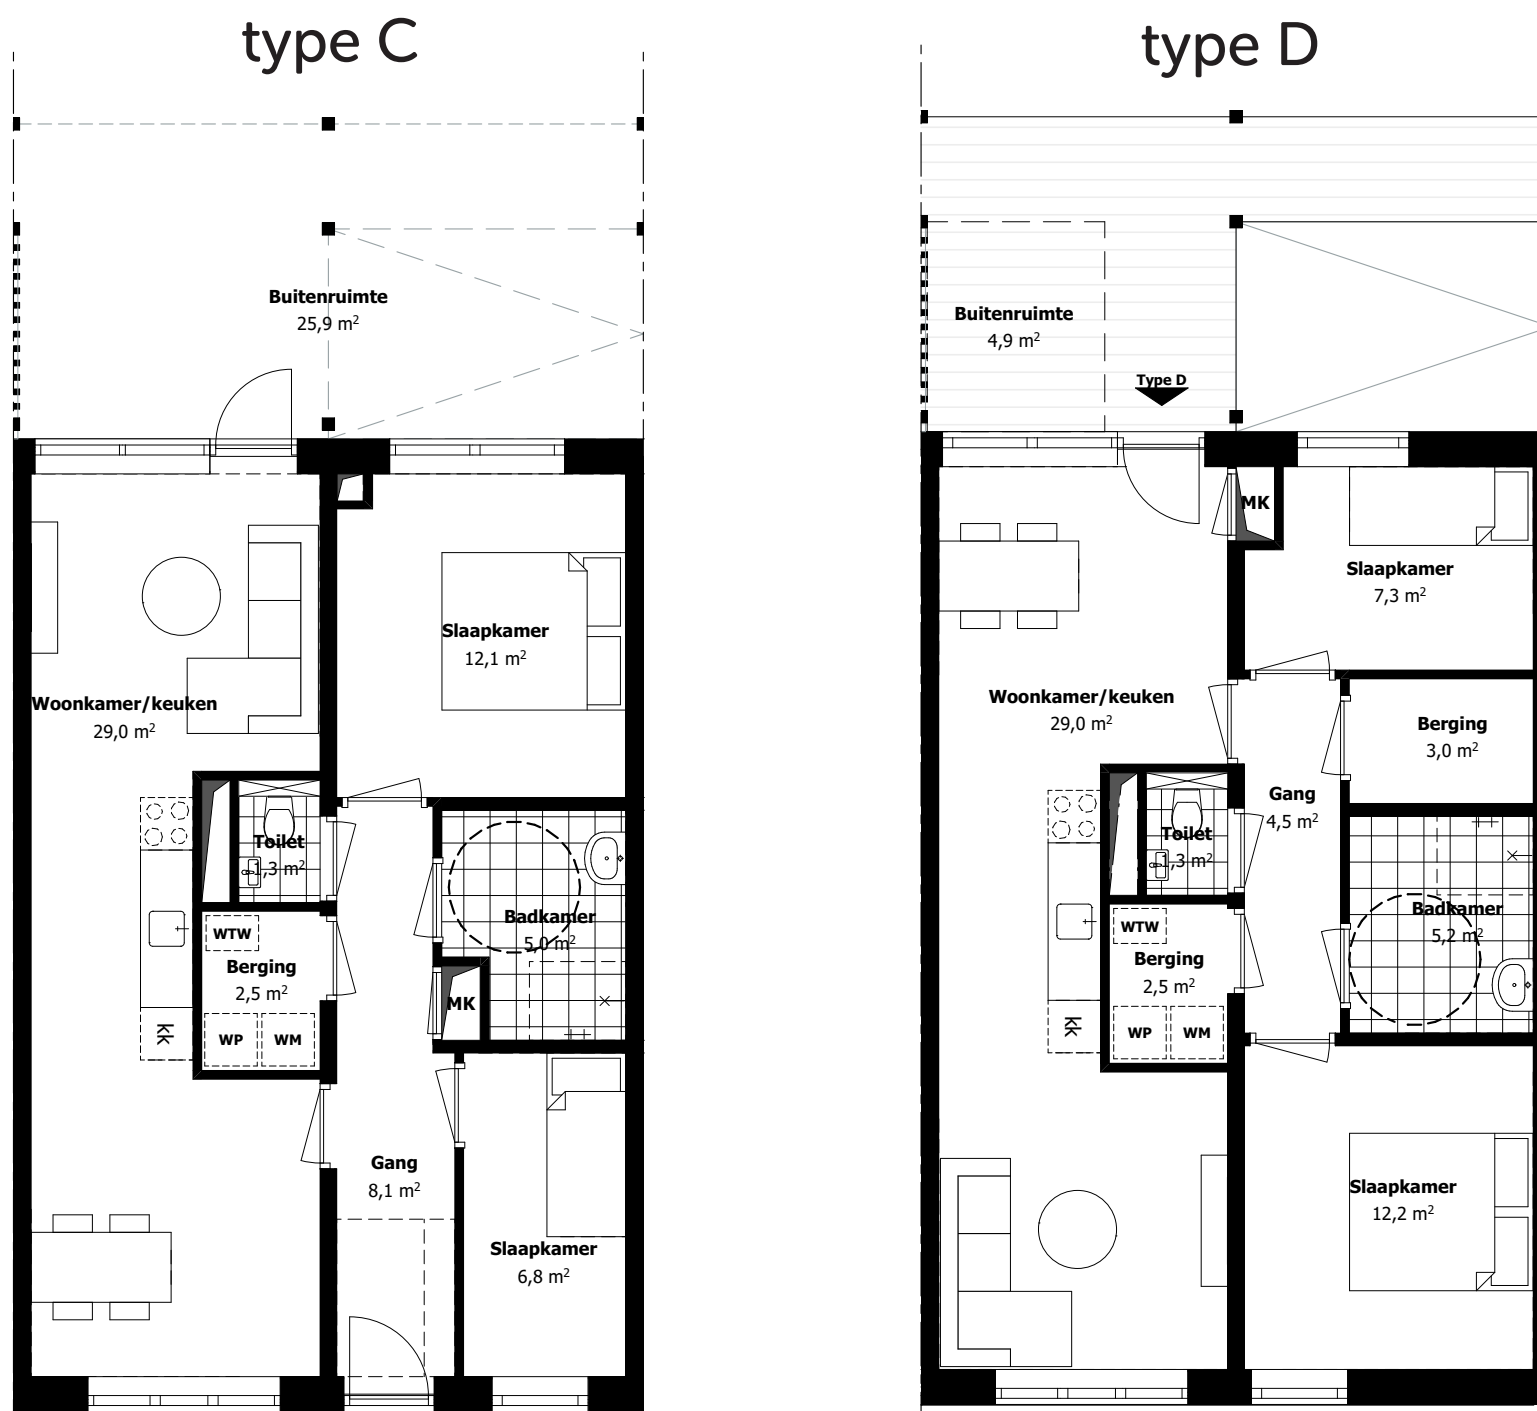 type C
Buitenruimte
25,9 m²
Slaapkamer
12,1 m²
Woonkamer/keuken
29,0 m²
Toilet
1,3 m²
Badkamer
5,0 m²
WTW
Berging
2,5 m²
MK
KK
WP
WM
Gang
8,1 m²
Slaapkamer
6,8 m²
type D
Buitenruimte
4,9 m²
Type D
MK
Slaapkamer
7,3 m²
Woonkamer/keuken
29,0 m²
Berging
3,0 m²
Gang
4,5 m²
Toilet
1,3 m²
Badkamer
5,2 m²
WTW
Berging
2,5 m²
KK
WP
WM
Slaapkamer
12,2 m²